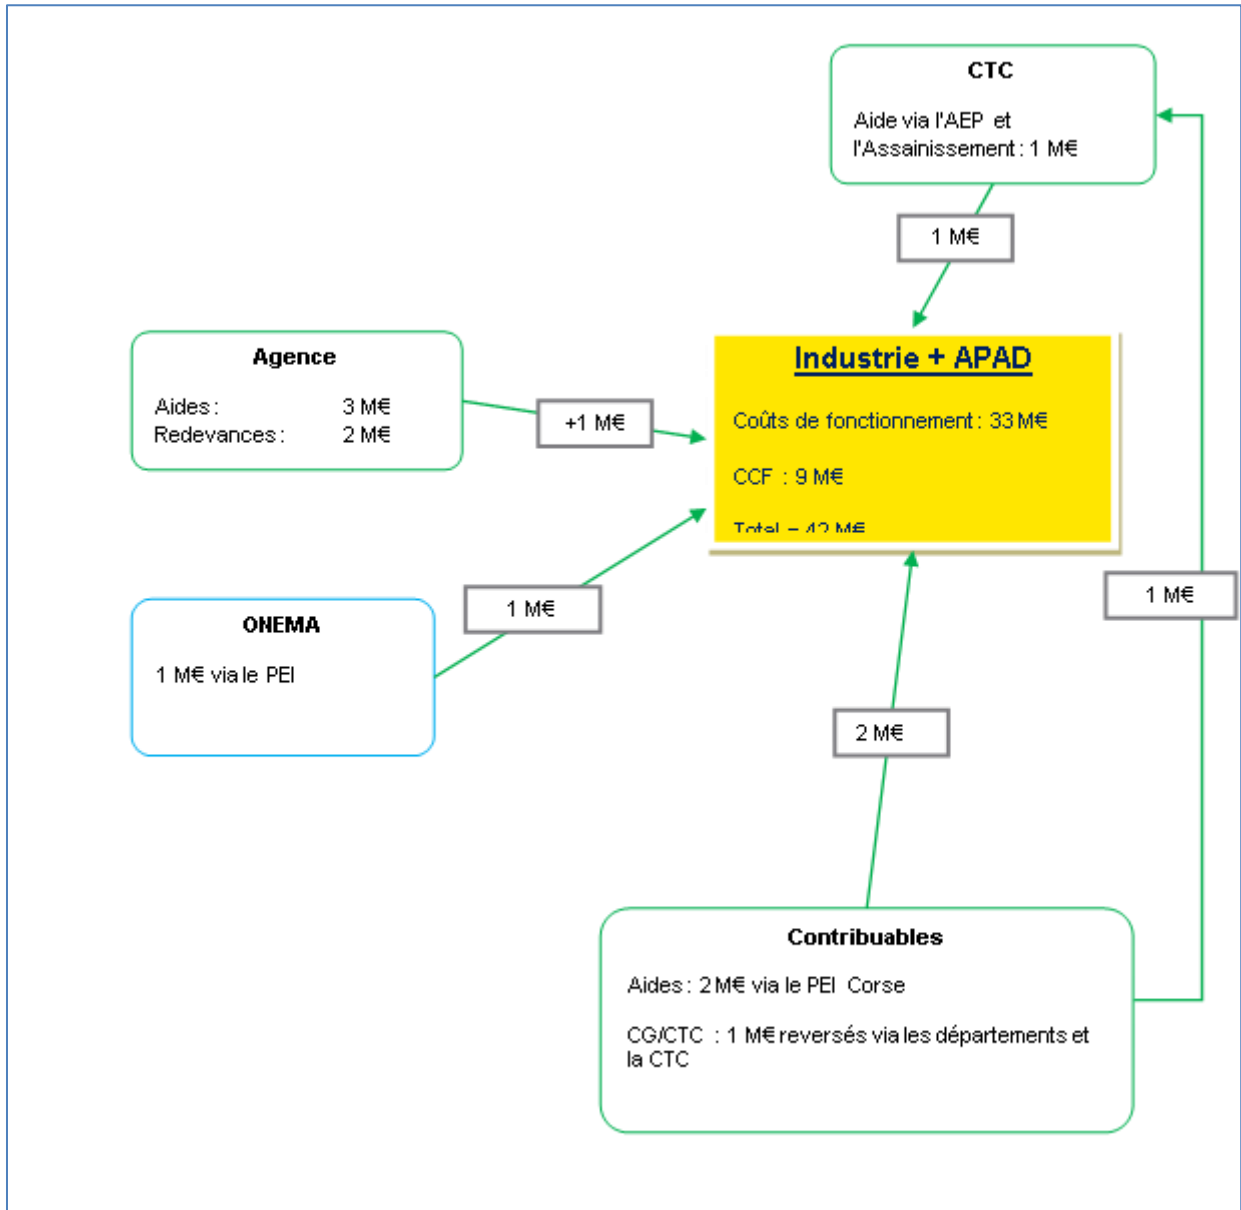 CTC
Aide via l'AEP et
l'Assainissement : 1 M€
1 M€
Agence
Aides : 3 M€
Redevances : 2 M€
+1 M€
Industrie + APAD
Coûts de fonctionnement : 33 M€
CCF : 9 M€
Total = 42 M€
ONEMA
1 M€ via le PEI
1 M€
1 M€
2 M€
Contribuables
Aides : 2 M€ via le PEI Corse
CG/CTC : 1 M€ reversés via les départements et
la CTC